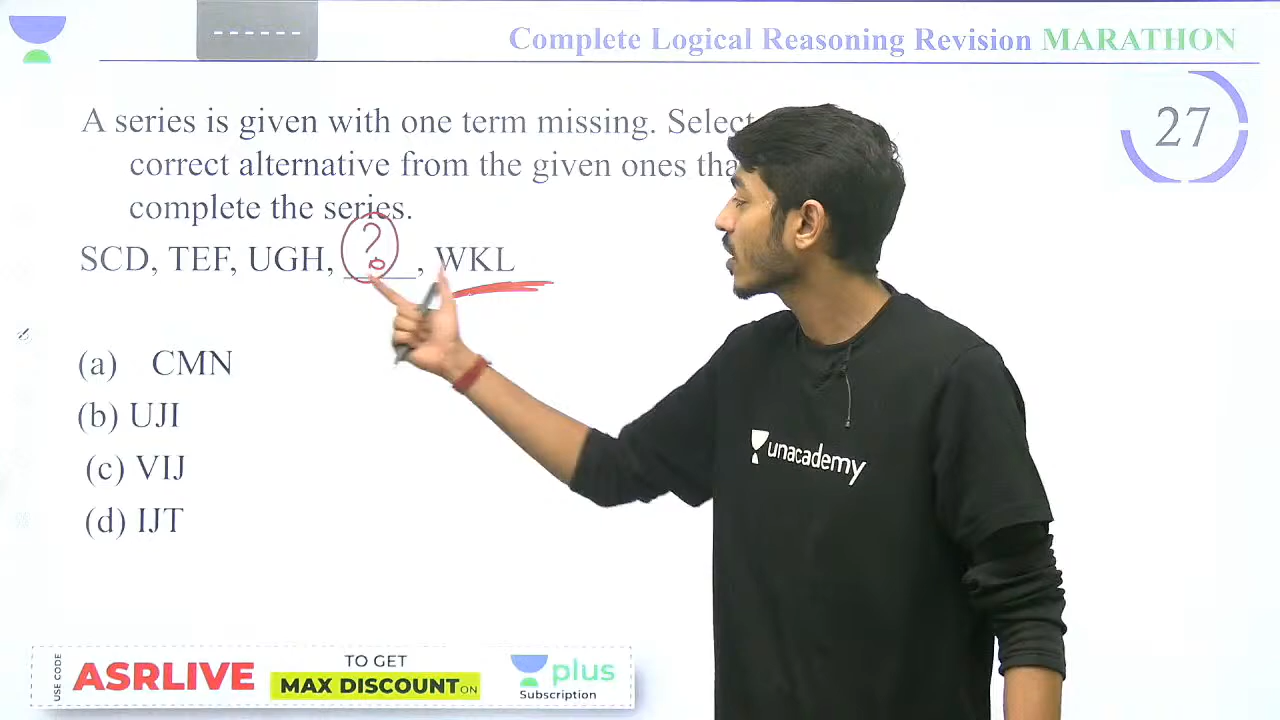 ------
Complete Logical Reasoning Revision MARATHON
27
A series is given with one term missing. Select
correct alternative from the given ones
complete the series.
SCD, TEF, UGH, ?, WKL
(a) CMN
(b) UJI
(c) VIJ
(d) IJT
unacademy
USE CODE
ASRLIVE
TO GET
MAX DISCOUNT ON
plus
Subscription